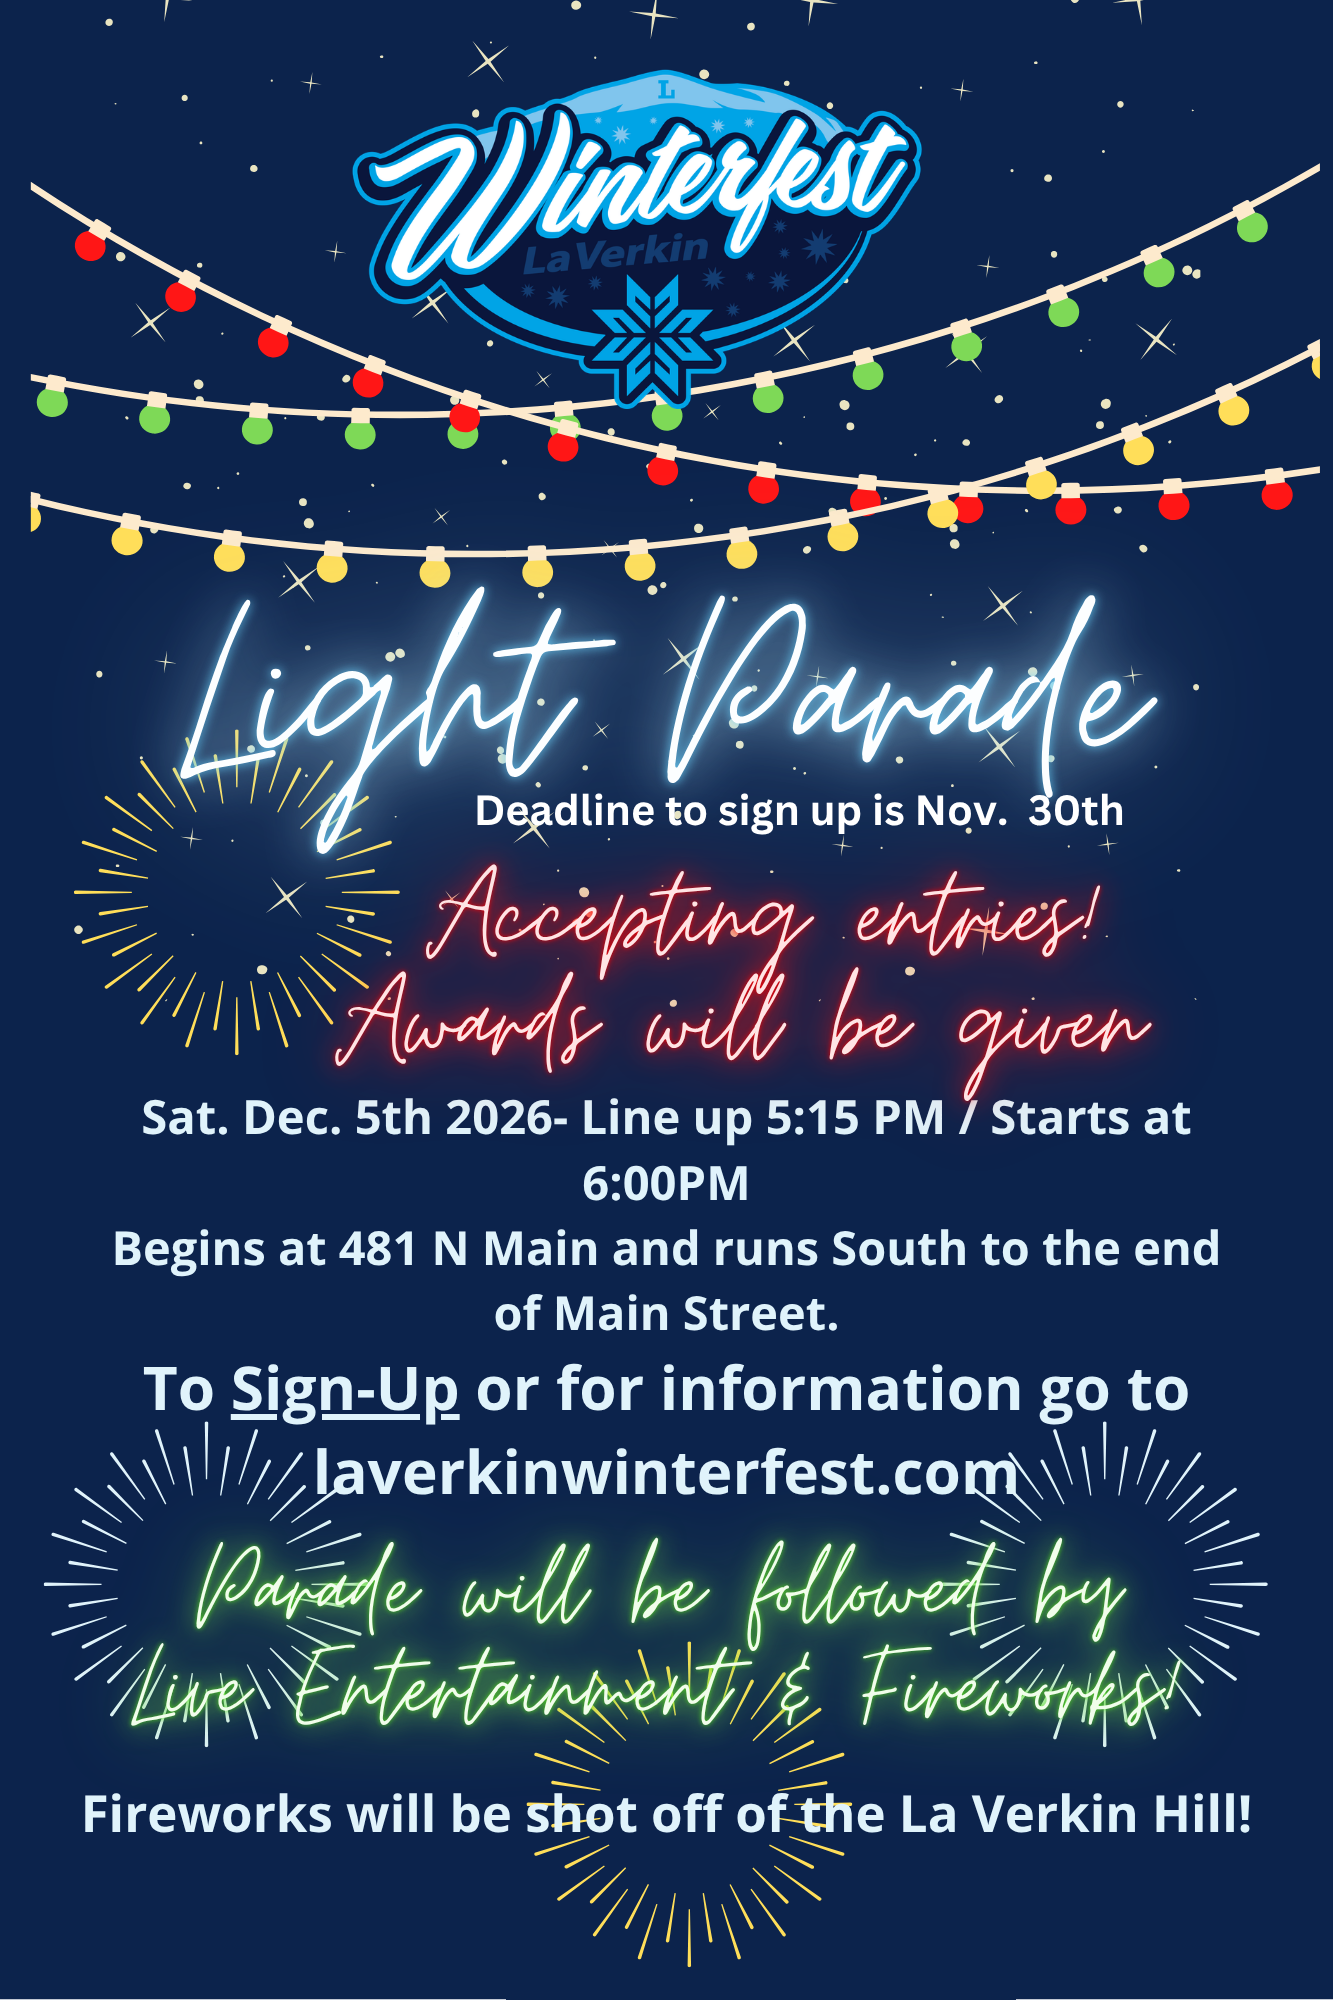 L
Winterfest
LaVerkin
Light Parade
Deadline to sign up is Nov. 30th
Accepting entries!
Awards will be given
Sat. Dec. 5th 2026- Line up 5:15 PM / Starts at
6:00PM
Begins at 481 N Main and runs South to the end
of Main Street.
To Sign-Up or for information go to
laverkinwinterfest.com
Parade will be followed by
Live Entertainment & Fireworks!
Fireworks will be shot off of the La Verkin Hill!